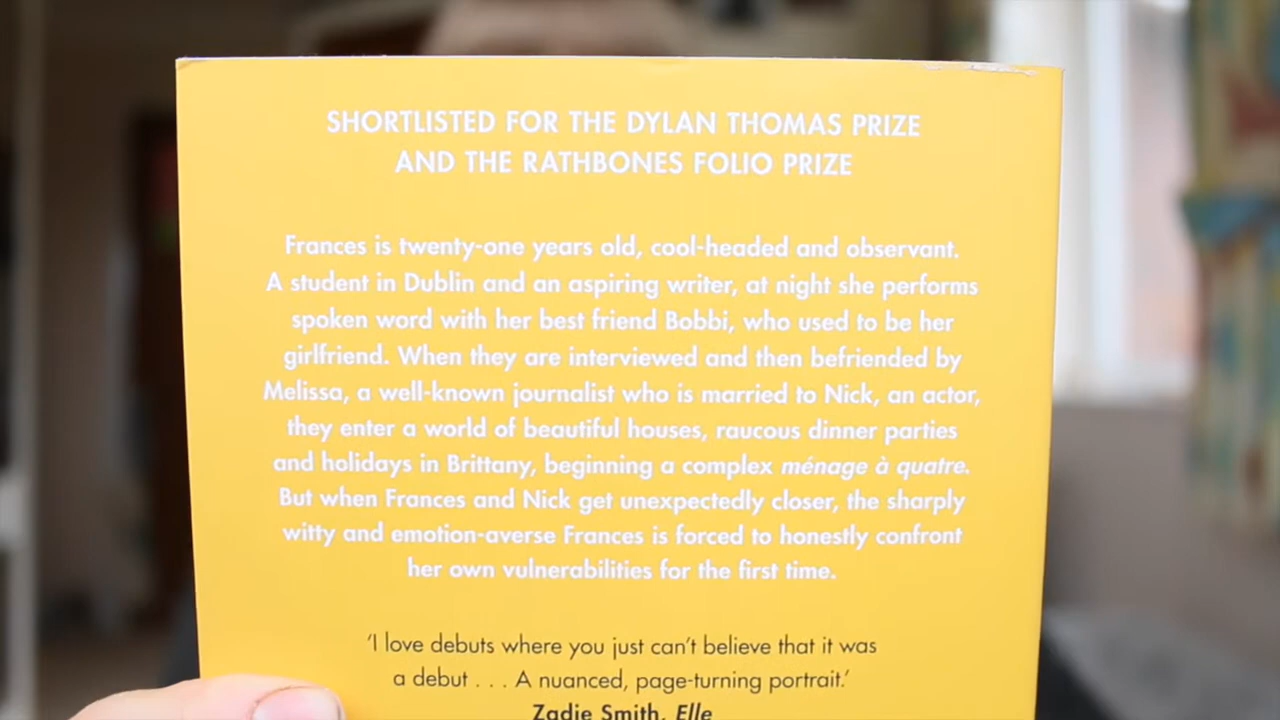 SHORTLISTED FOR THE DYLAN THOMAS PRIZE
AND THE RATHBONES FOLIO PRIZE
Frances is twenty-one years old, cool-headed and observant.
A student in Dublin and an aspiring writer, at night she performs
spoken word with her best friend Bobbi, who used to be her
girlfriend. When they are interviewed and then befriended by
Melissa, a well-known journalist who is married to Nick, an actor,
they enter a world of beautiful houses, raucous dinner parties
and holidays in Brittany, beginning a complex ménage à quatre.
But when Frances and Nick get unexpectedly closer, the sharply
witty and emotion-averse Frances is forced to honestly confront
her own vulnerabilities for the first time.
'I love debuts where you just can't believe that it was
a debut . . . A nuanced, page-turning portrait.'
Zadie Smith, Elle